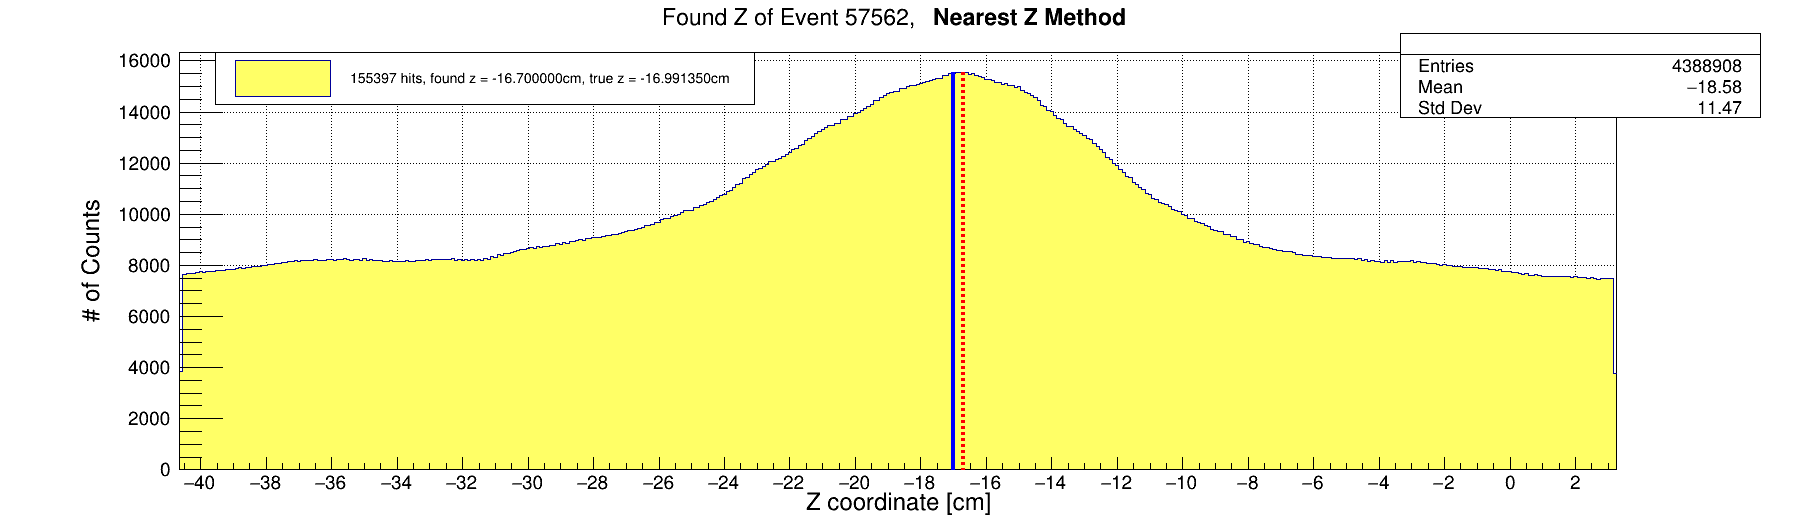 Found Z of Event 57562, Nearest Z Method
155397 hits, found z = -16.700000cm, true z = -16.991350cm
Entries 4388908
Mean −18.58
Std Dev 11.47
# of Counts
16000
14000
12000
10000
8000
6000
4000
2000
0
−40 −38 −36 −34 −32 −30 −28 −26 −24 −22 −20 −18 −16 −14 −12 −10 −8 −6 −4 −2 0 2
Z coordinate [cm]